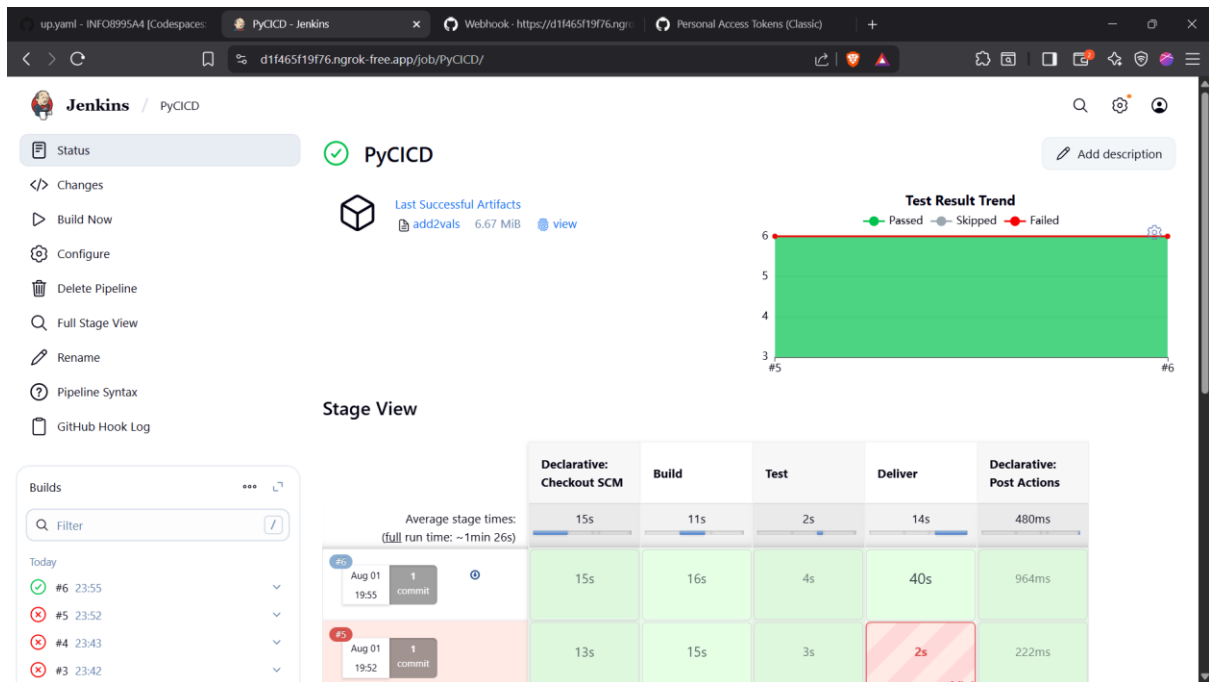 up.yaml - INFO8995A4 [Codespaces:
PyCICD - Jenkins
Webhook · https://d1f465f19f76.ngro
Personal Access Tokens (Classic)
d1f465f19f76.ngrok-free.app/job/PyCICD/
2
Jenkins / PyCICD
Status
Changes
Build Now
Configure
Delete Pipeline
Full Stage View
Rename
Pipeline Syntax
GitHub Hook Log
Builds
Filter
/
Today
#6 23:55
#5 23:52
#4 23:43
#3 23:42
PyCICD
Add description
Last Successful Artifacts
add2vals 6.67 MiB view
Test Result Trend
Passed Skipped Failed
6
5
4
3
#5 #6
Stage View
Declarative: Checkout SCM
Build
Test
Deliver
Declarative: Post Actions
Average stage times:
(full run time: ~1min 26s)
15s 11s 2s 14s 480ms
#6
Aug 01
19:55
1
commit
15s 16s 4s 40s 964ms
#5
Aug 01
19:52
1
commit
13s 15s 3s 2s 222ms